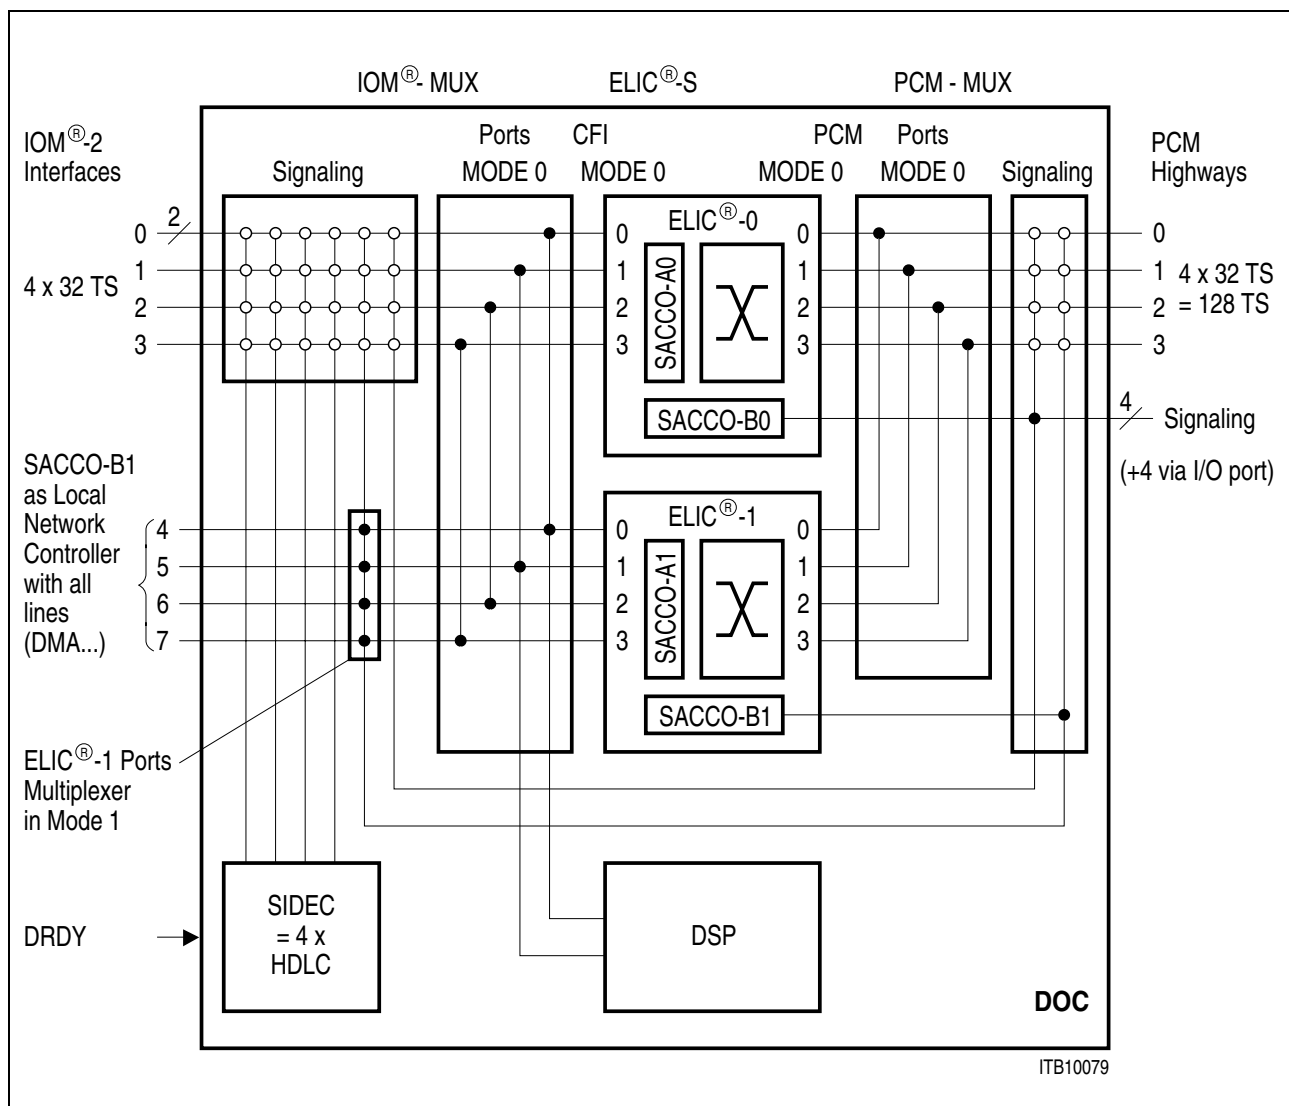 IOM®- MUX
ELIC®-S
PCM - MUX
IOM®-2
Interfaces
Ports
CFI
PCM
Ports
PCM
Highways
Signaling
MODE 0
MODE 0
MODE 0
MODE 0
Signaling
ELIC®-0
SACCO-A0
SACCO-B0
0
2
1
2
3
4 x 32 TS
0
1
2
3
0
1
2
3
0
1
2
3
4 x 32 TS
= 128 TS
4
Signaling
(+4 via I/O port)
SACCO-B1
as Local
Network
Controller
with all
lines
(DMA...)
4
5
6
7
ELIC®-1
SACCO-A1
SACCO-B1
0
1
2
3
0
1
2
3
ELIC®-1 Ports
Multiplexer
in Mode 1
DRDY
SIDEC
= 4 x
HDLC
DSP
DOC
ITB10079